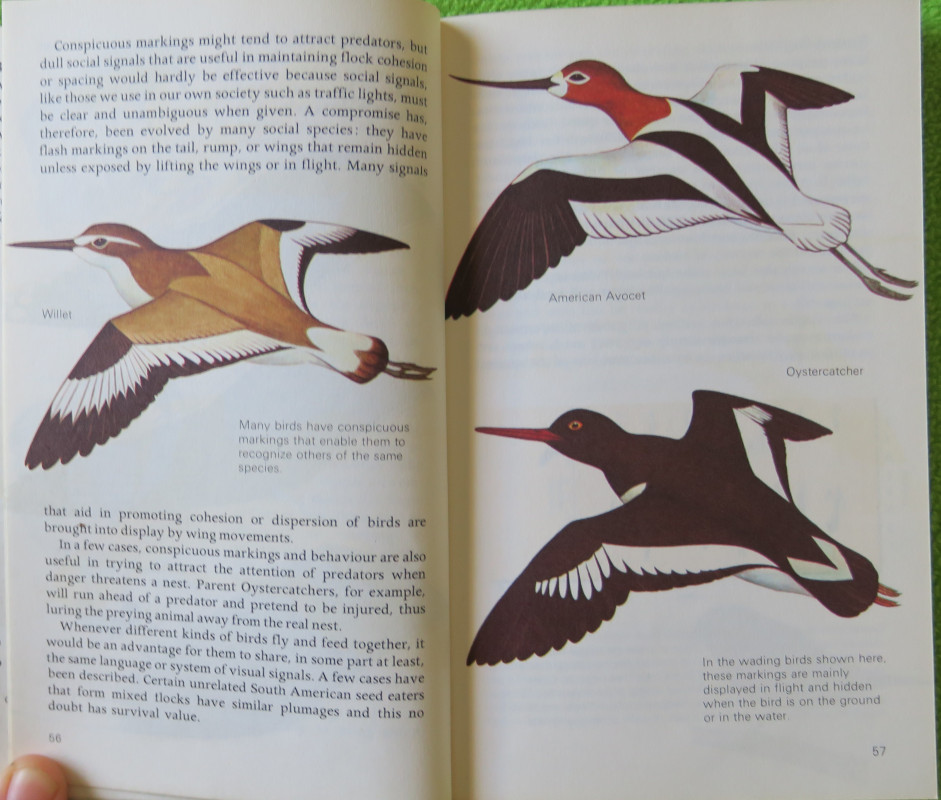 Conspicuous markings might tend to attract predators, but
dull social signals that are useful in maintaining flock cohesion
or spacing would hardly be effective because social signals,
like those we use in our own society such as traffic lights, must
be clear and unambiguous when given. A compromise has,
therefore, been evolved by many social species: they have
flash markings on the tail, rump, or wings that remain hidden
unless exposed by lifting the wings or in flight. Many signals
Willet
Many birds have conspicuous
markings that enable them to
recognize others of the same
species.
that aid in promoting cohesion or dispersion of birds are
brought into display by wing movements.
In a few cases, conspicuous markings and behaviour are also
useful in trying to attract the attention of predators when
danger threatens a nest. Parent Oystercatchers, for example,
will run ahead of a predator and pretend to be injured, thus
luring the preying animal away from the real nest.
Whenever different kinds of birds fly and feed together, it
would be an advantage for them to share, in some part at least,
the same language or system of visual signals. A few cases have
been described. Certain unrelated South American seed eaters
that form mixed flocks have similar plumages and this no
doubt has survival value.
56
American Avocet
Oystercatcher
In the wading birds shown here,
these markings are mainly
displayed in flight and hidden
when the bird is on the ground
or in the water.
57